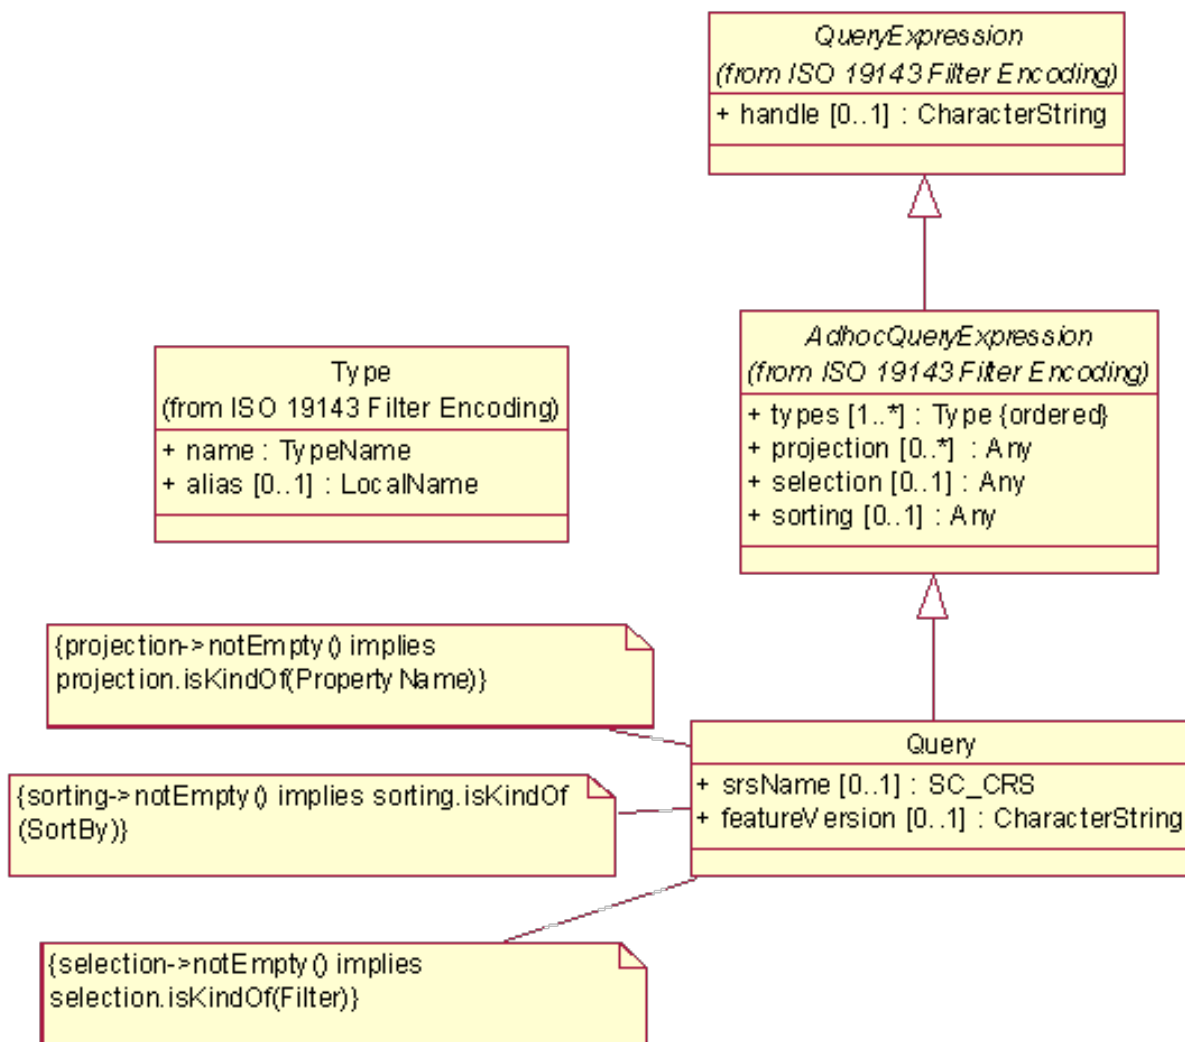 QueryExpression
(from ISO 19143 Filter Encoding)
+ handle [0..1] : CharacterString
AdhocQueryExpression
(from ISO 19143 Filter Encoding)
+ types [1..*] : Type {ordered}
+ projection [0..*] : Any
+ selection [0..1] : Any
+ sorting [0..1] : Any
Type
(from ISO 19143 Filter Encoding)
+ name : TypeName
+ alias [0..1] : LocalName
{projection->notEmpty() implies
projection.isKindOf(PropertyName)}
Query
+ srsName [0..1] : SC_CRS
+ featureVersion [0..1] : CharacterString
{sorting->notEmpty() implies sorting.isKindOf
(SortBy)}
{selection->notEmpty() implies
selection.isKindOf(Filter)}